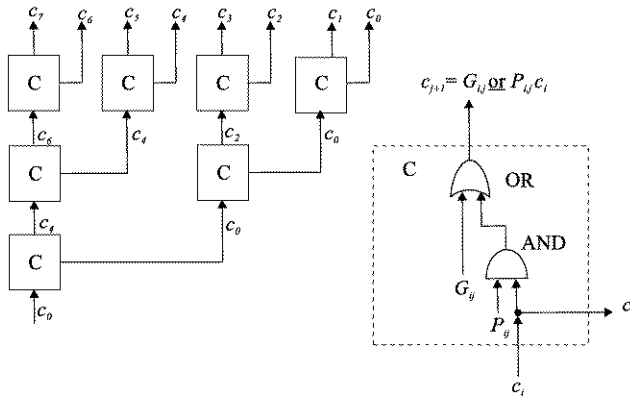 c7 c6 c5 c4 c3 c2 c1 c0
C C C C
c6 c4 c2 c0
C C
c4 c0
C
c0
cj+1 = Gi,j or Pi,j ci
C
OR
AND
Gij
Pij
c
ci